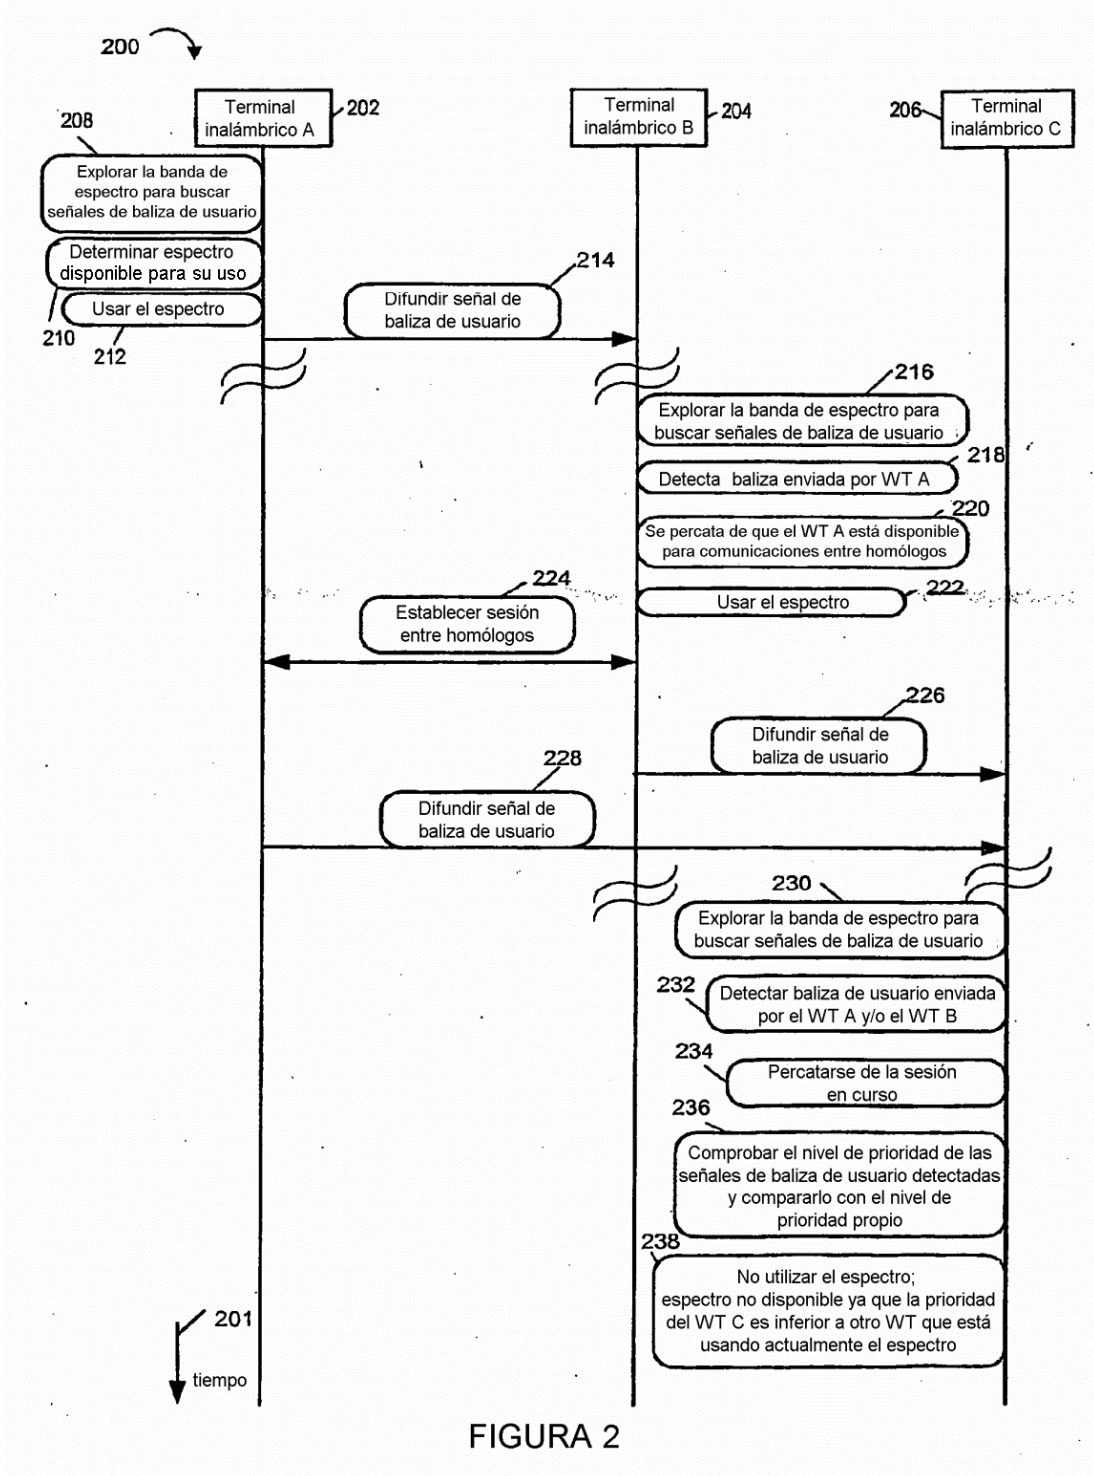 200
Terminal
inalámbrico A
202
Terminal
inalámbrico B
204
206
Terminal
inalámbrico C
208
Explorar la banda de
espectro para buscar
señales de baliza de usuario
Determinar espectro
disponible para su uso
210
Usar el espectro
212
214
Difundir señal de
baliza de usuario
216
Explorar la banda de espectro para
buscar señales de baliza de usuario
218
Detecta baliza enviada por WT A
220
Se percata de que el WT A está disponible
para comunicaciones entre homólogos
222
Usar el espectro
224
Establecer sesión
entre homólogos
226
Difundir señal de
baliza de usuario
228
Difundir señal de
baliza de usuario
230
Explorar la banda de espectro para
buscar señales de baliza de usuario
232
Detectar baliza de usuario enviada
por el WT A y/o el WT B
234
Percatarse de la sesión
en curso
236
Comprobar el nivel de prioridad de las
señales de baliza de usuario detectadas
y compararlo con el nivel de
prioridad propio
238
No utilizar el espectro;
espectro no disponible ya que la prioridad
del WT C es inferior a otro WT que está
usando actualmente el espectro
201
tiempo
FIGURA 2